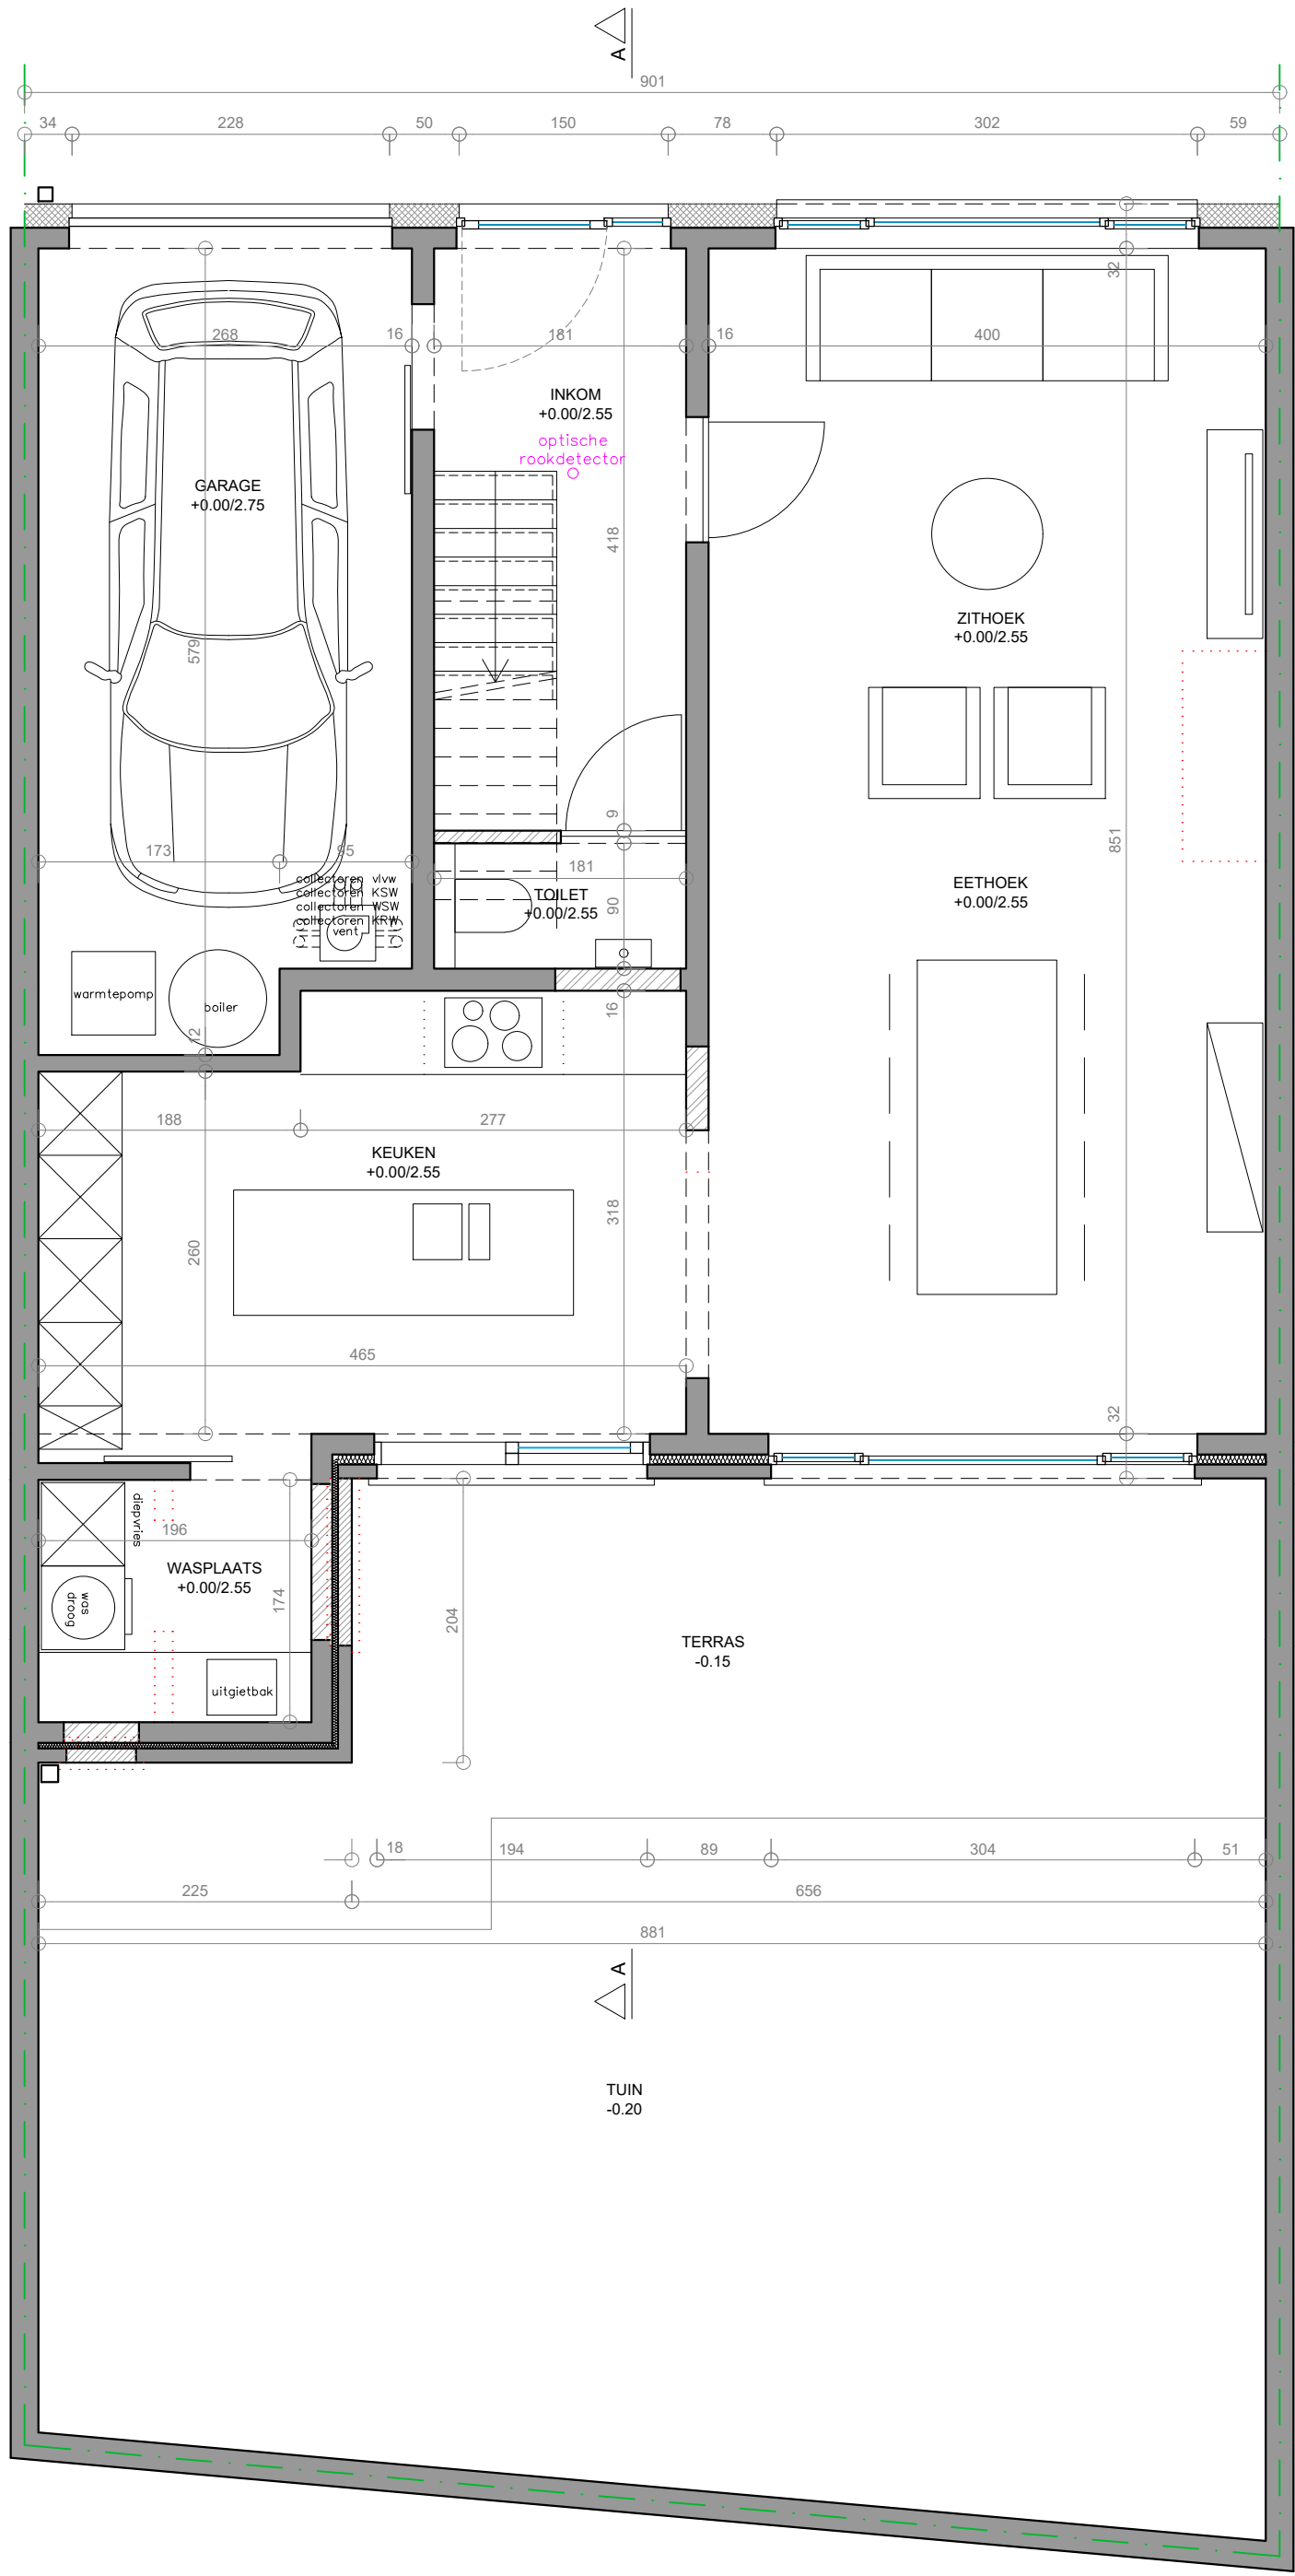 A
901
34 228 50 150 78 302 59
32
268 16 181 16 400
INKOM
+0.00/2.55
optische
rookdetector
GARAGE
+0.00/2.75
418
ZITHOEK
+0.00/2.55
579
9
851
173 95
181
collectoren vlvw
collectoren KSW
collectoren WSW
collectoren KRW
vent
TOILET
+0.00/2.55
90
EETHOEK
+0.00/2.55
warmtepomp
boiler
16
12
188 277
KEUKEN
+0.00/2.55
318
260
465
32
diepvries
196
WASPLAATS
+0.00/2.55
was
droog
174
204
TERRAS
-0.15
uitgietbak
18 194 89 304 51
225 656
881
A
TUIN
-0.20